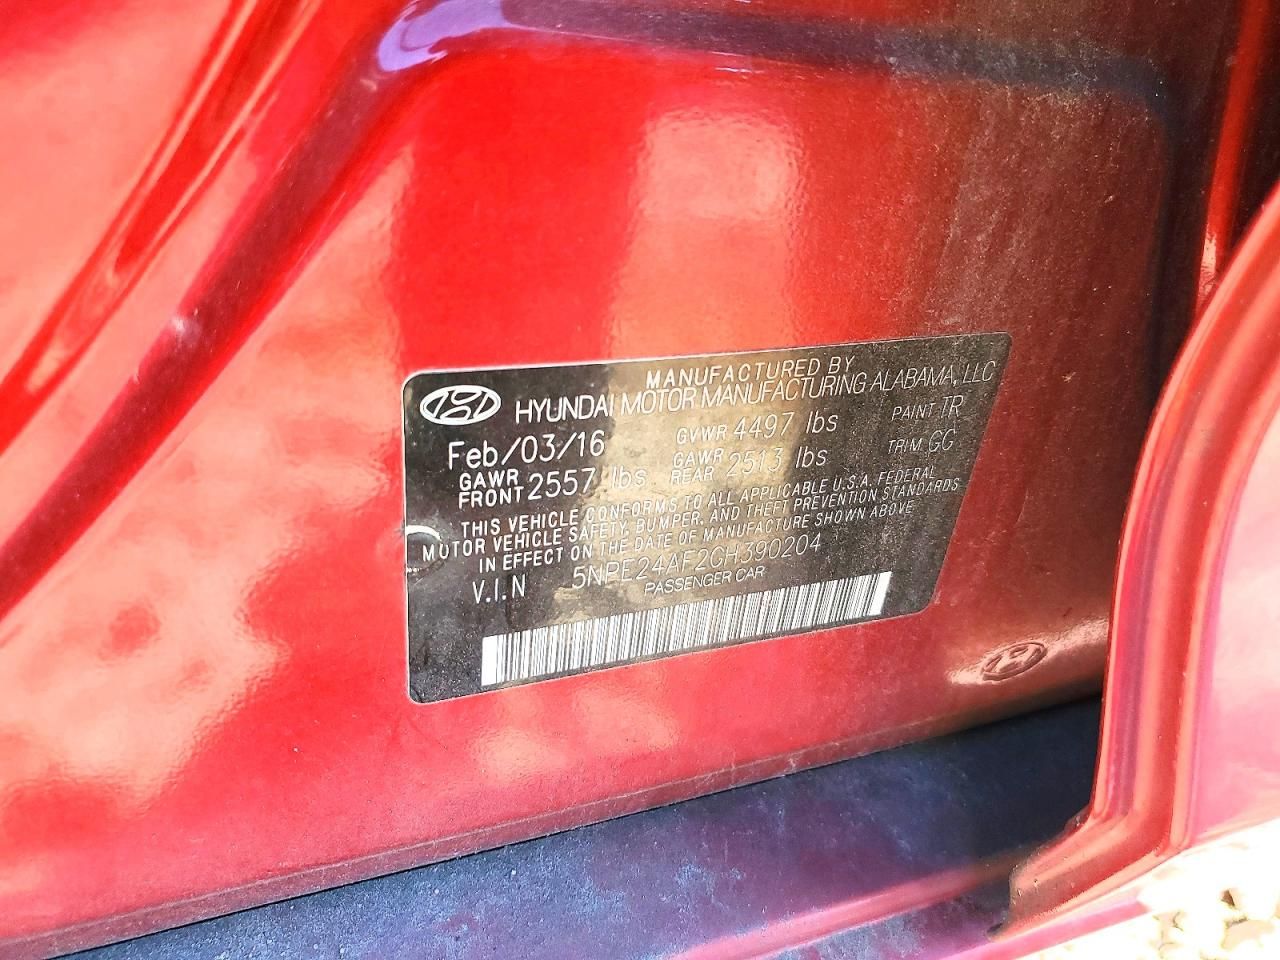 MANUFACTURED BY
HYUNDAI MOTOR MANUFACTURING ALABAMA, LLC
Feb/03/16 GVWR 4497 lbs PAINT TR
GAWR FRONT 2557 lbs GAWR REAR 2513 lbs TRIM GG
THIS VEHICLE CONFORMS TO ALL APPLICABLE U.S.A. FEDERAL
MOTOR VEHICLE SAFETY, BUMPER, AND THEFT PREVENTION STANDARDS
IN EFFECT ON THE DATE OF MANUFACTURE SHOWN ABOVE
V.I.N 5NPE24AF2GH390204
PASSENGER CAR